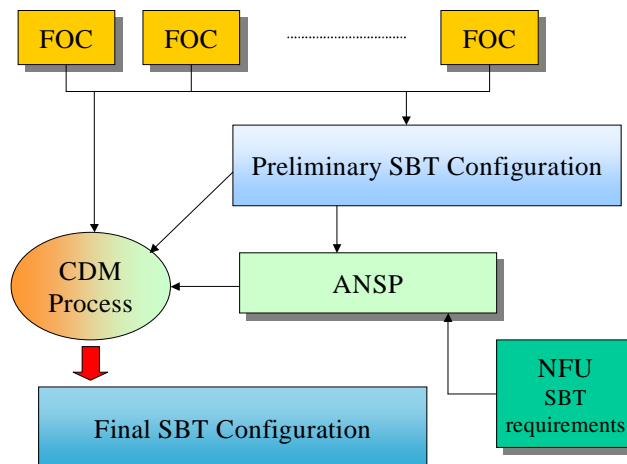 FOC
FOC
FOC
Preliminary SBT Configuration
CDM
Process
ANSP
NFU
SBT
requirements
Final SBT Configuration